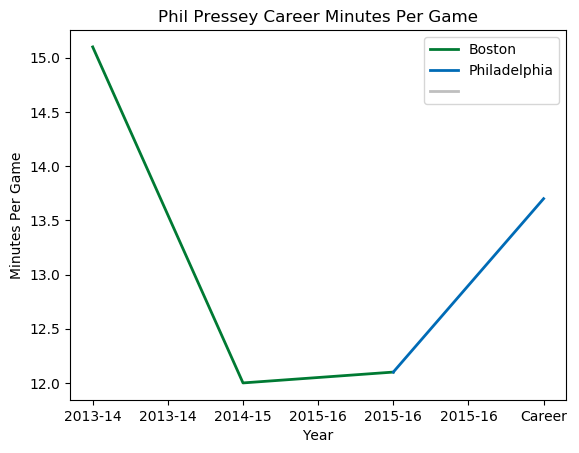 Phil Pressey Career Minutes Per Game
Boston
Philadelphia
15.0
14.5
14.0
13.5
13.0
12.5
12.0
Minutes Per Game
2013-14 2013-14 2014-15 2015-16 2015-16 2015-16 Career
Year